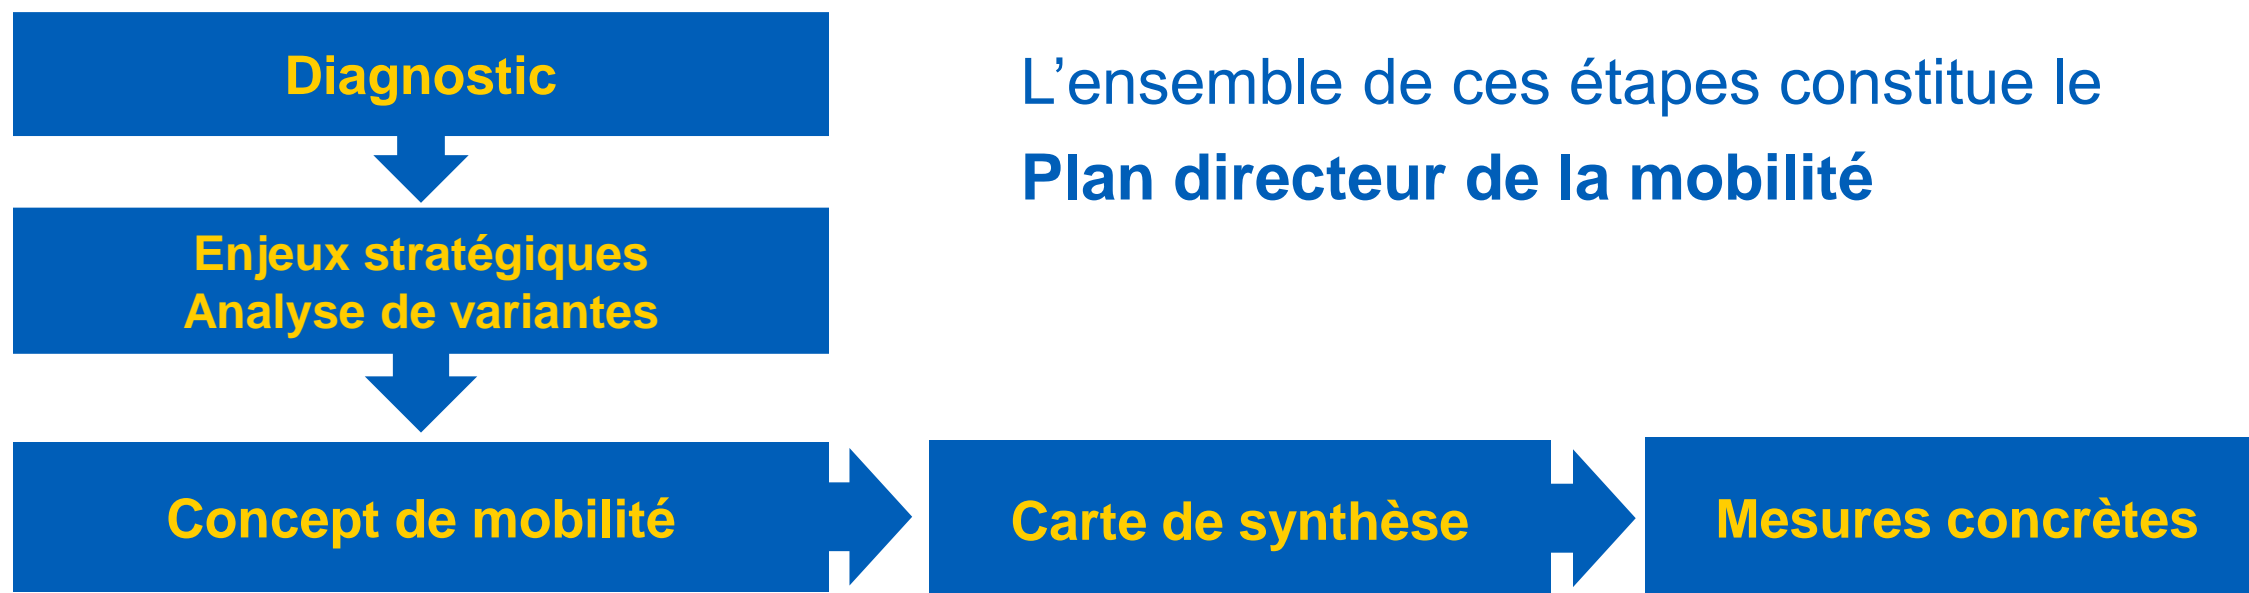 Diagnostic
L’ensemble de ces étapes constitue le
Plan directeur de la mobilité
Enjeux stratégiques
Analyse de variantes
Concept de mobilité
Carte de synthèse
Mesures concrètes